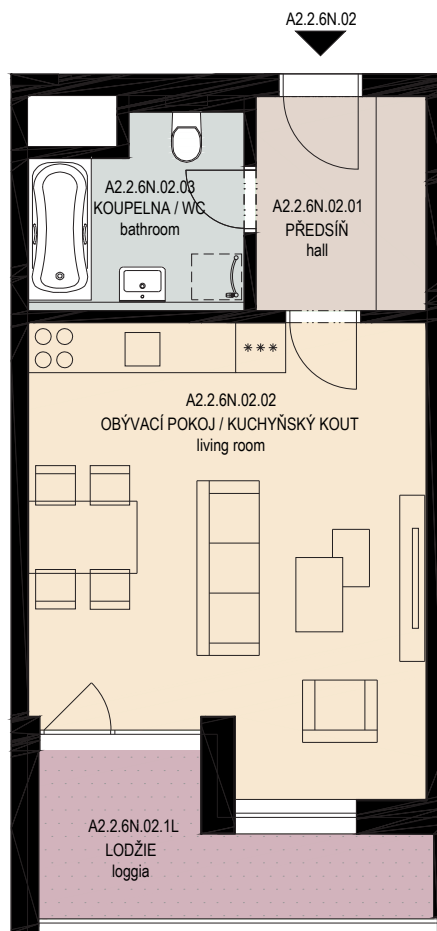 A2.2.6N.02
A2.2.6N.02.03
KOUPELNA / WC
bathroom
A2.2.6N.02.01
PŘEDSÍŇ
hall
***
A2.2.6N.02.02
OBÝVACÍ POKOJ / KUCHYŇSKÝ KOUT
living room
A2.2.6N.02.1L
LODŽIE
loggia